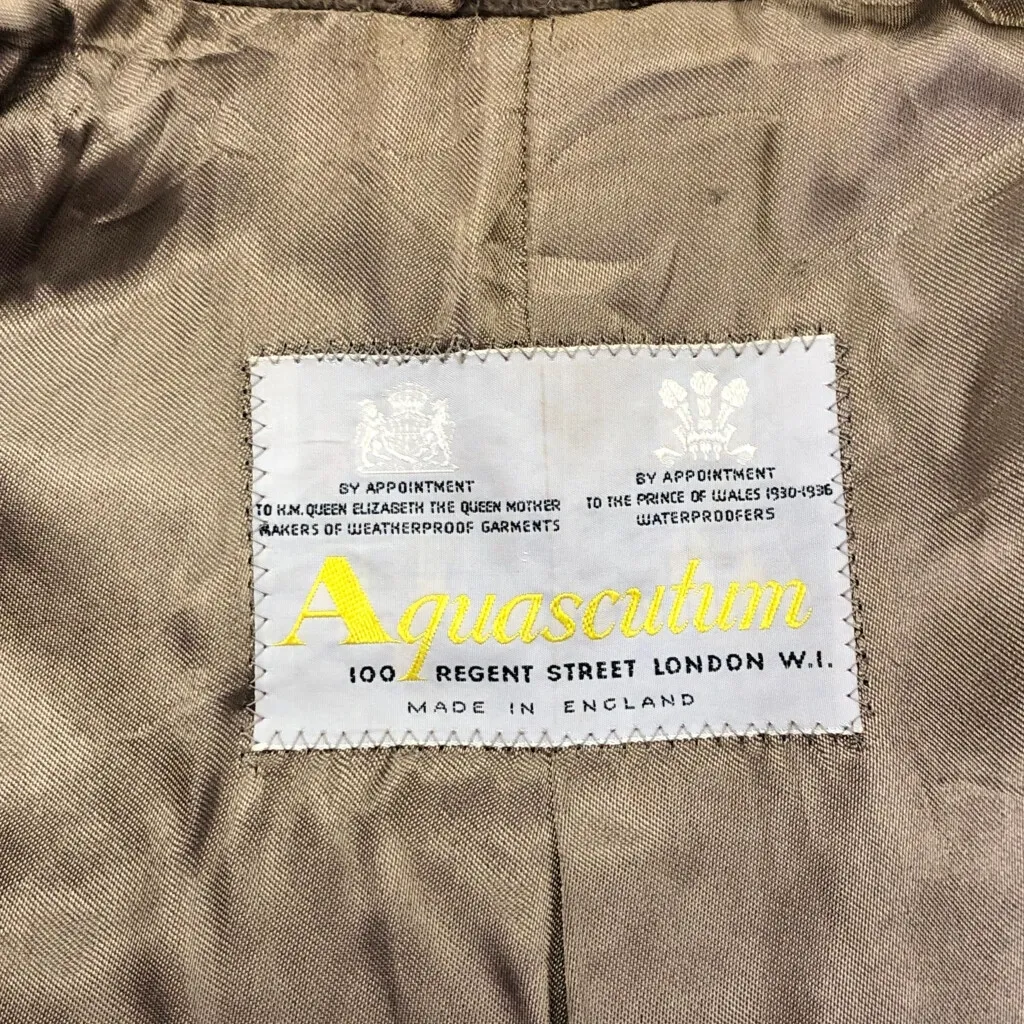 BY APPOINTMENT
TO H.M. QUEEN ELIZABETH THE QUEEN MOTHER
MAKERS OF WEATHERPROOF GARMENTS
BY APPOINTMENT
TO THE PRINCE OF WALES 1930-1936
WATERPROOFERS
Aquascutum
100 REGENT STREET LONDON W.I.
MADE IN ENGLAND